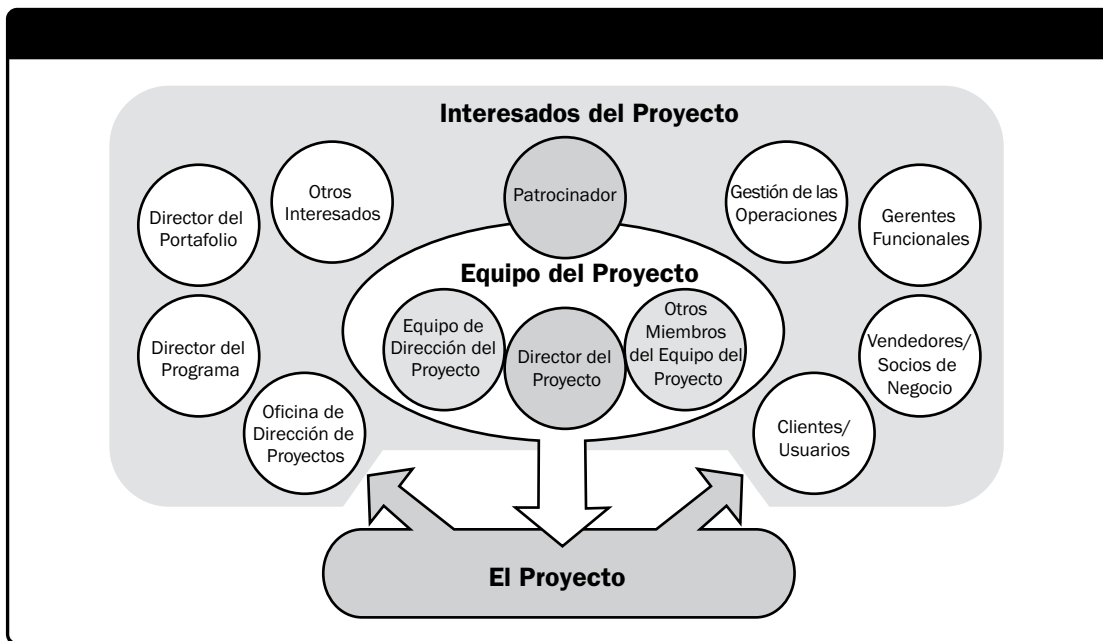 Interesados del Proyecto
Director del
Portafolio
Otros
Interesados
Patrocinador
Gestión de las
Operaciones
Gerentes
Funcionales
Equipo del Proyecto
Director del
Programa
Equipo de
Dirección del
Proyecto
Director del
Proyecto
Otros
Miembros
del Equipo del
Proyecto
Vendedores/
Socios de
Negocio
Oficina de
Dirección de
Proyectos
Clientes/
Usuarios
El Proyecto